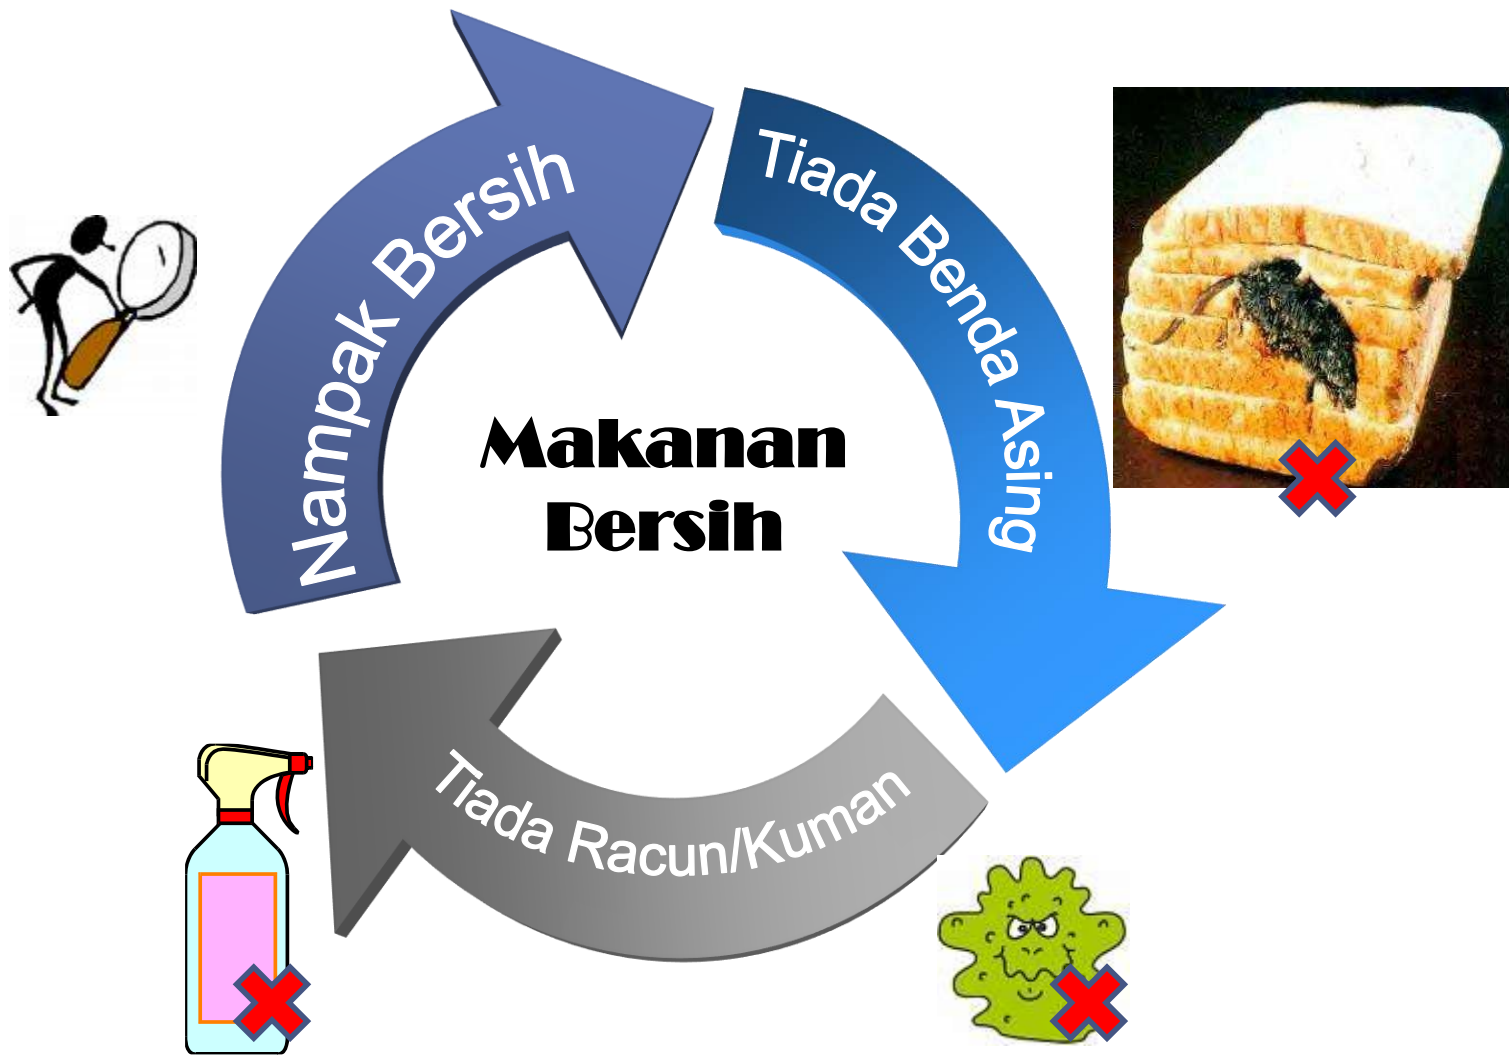 Nampak Bersih
Tiada Benda Asing
Makanan
Bersih
Tiada Racun/Kuman